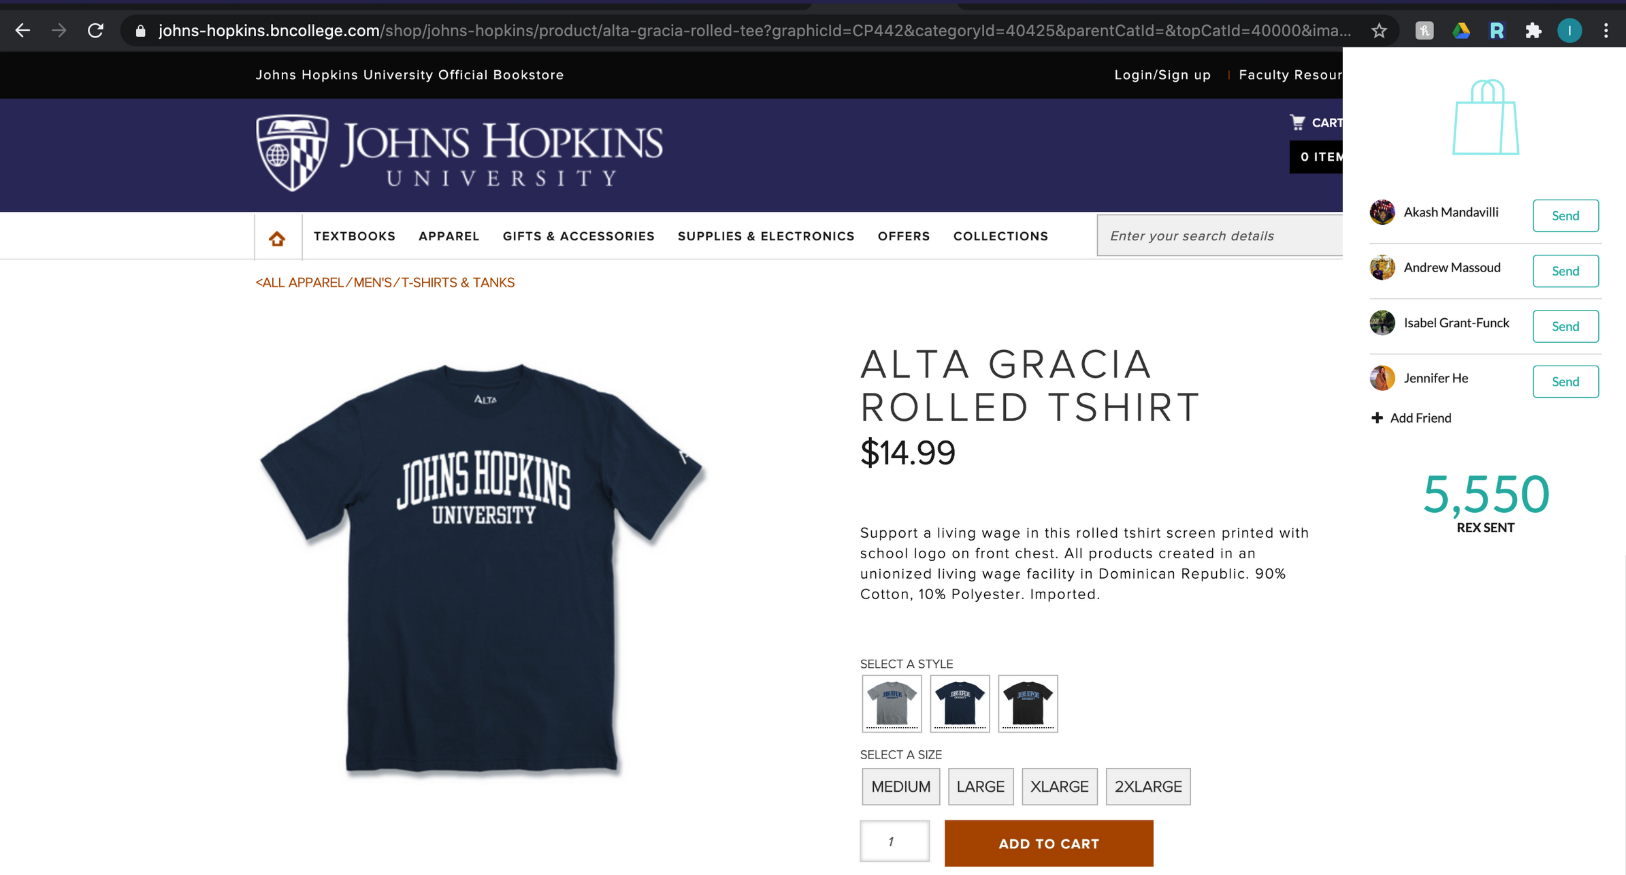 johns-hopkins.bncollege.com/shop/johns-hopkins/product/alta-gracia-rolled-tee?graphicId=CP442&categoryId=40425&parentCatId=&topCatId=40000&ima...
R
I
Johns Hopkins University Official Bookstore
Login/Sign up | Faculty Resour
JOHNS HOPKINS
UNIVERSITY
CART
0 ITEM
TEXTBOOKS APPAREL GIFTS & ACCESSORIES SUPPLIES & ELECTRONICS OFFERS COLLECTIONS
Enter your search details
<ALL APPAREL/MEN'S/T-SHIRTS & TANKS
ALTA
JOHNS HOPKINS
UNIVERSITY
ALTA GRACIA
ROLLED TSHIRT
$14.99
Support a living wage in this rolled tshirt screen printed with
school logo on front chest. All products created in an
unionized living wage facility in Dominican Republic. 90%
Cotton, 10% Polyester. Imported.
SELECT A STYLE
SELECT A SIZE
MEDIUM LARGE XLARGE 2XLARGE
1
ADD TO CART
Akash Mandavilli Send
Andrew Massoud Send
Isabel Grant-Funck Send
Jennifer He Send
+ Add Friend
5,550
REX SENT